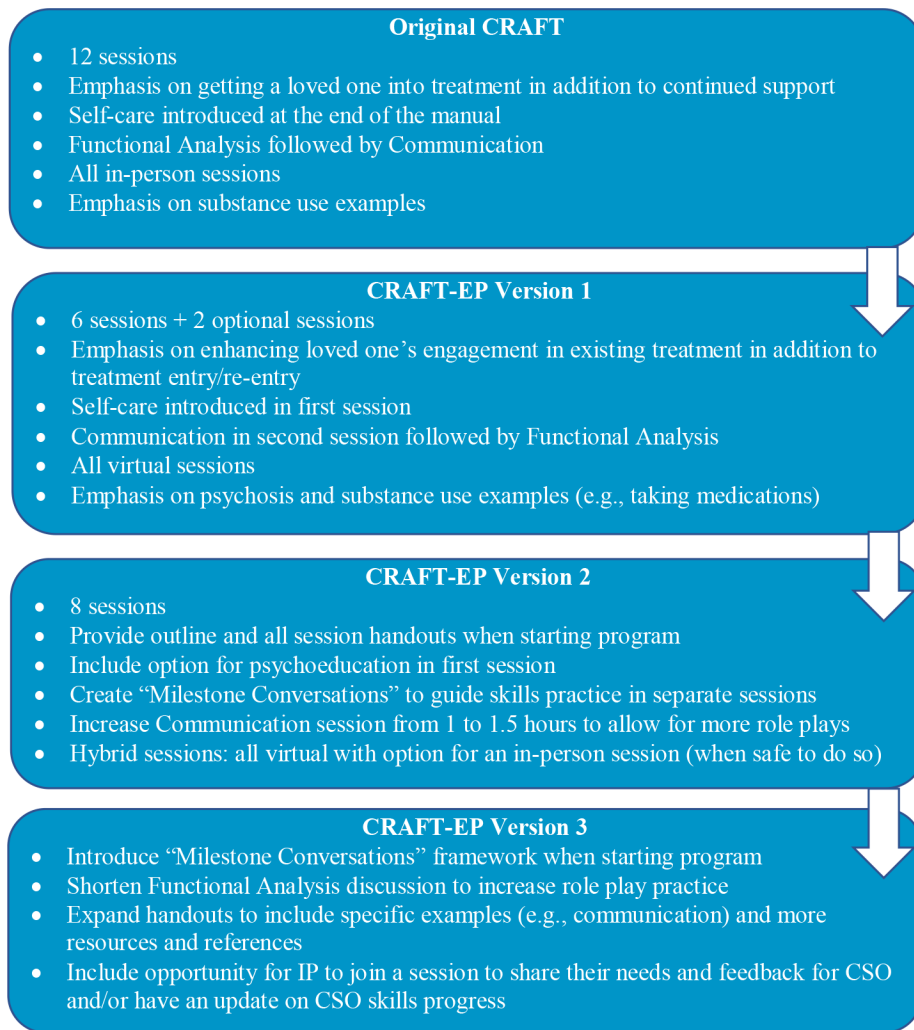 Original CRAFT
• 12 sessions
• Emphasis on getting a loved one into treatment in addition to continued support
• Self-care introduced at the end of the manual
• Functional Analysis followed by Communication
• All in-person sessions
• Emphasis on substance use examples
CRAFT-EP Version 1
• 6 sessions + 2 optional sessions
• Emphasis on enhancing loved one’s engagement in existing treatment in addition to
treatment entry/re-entry
• Self-care introduced in first session
• Communication in second session followed by Functional Analysis
• All virtual sessions
• Emphasis on psychosis and substance use examples (e.g., taking medications)
CRAFT-EP Version 2
• 8 sessions
• Provide outline and all session handouts when starting program
• Include option for psychoeducation in first session
• Create “Milestone Conversations” to guide skills practice in separate sessions
• Increase Communication session from 1 to 1.5 hours to allow for more role plays
• Hybrid sessions: all virtual with option for an in-person session (when safe to do so)
CRAFT-EP Version 3
• Introduce “Milestone Conversations” framework when starting program
• Shorten Functional Analysis discussion to increase role play practice
• Expand handouts to include specific examples (e.g., communication) and more
resources and references
• Include opportunity for IP to join a session to share their needs and feedback for CSO
and/or have an update on CSO skills progress